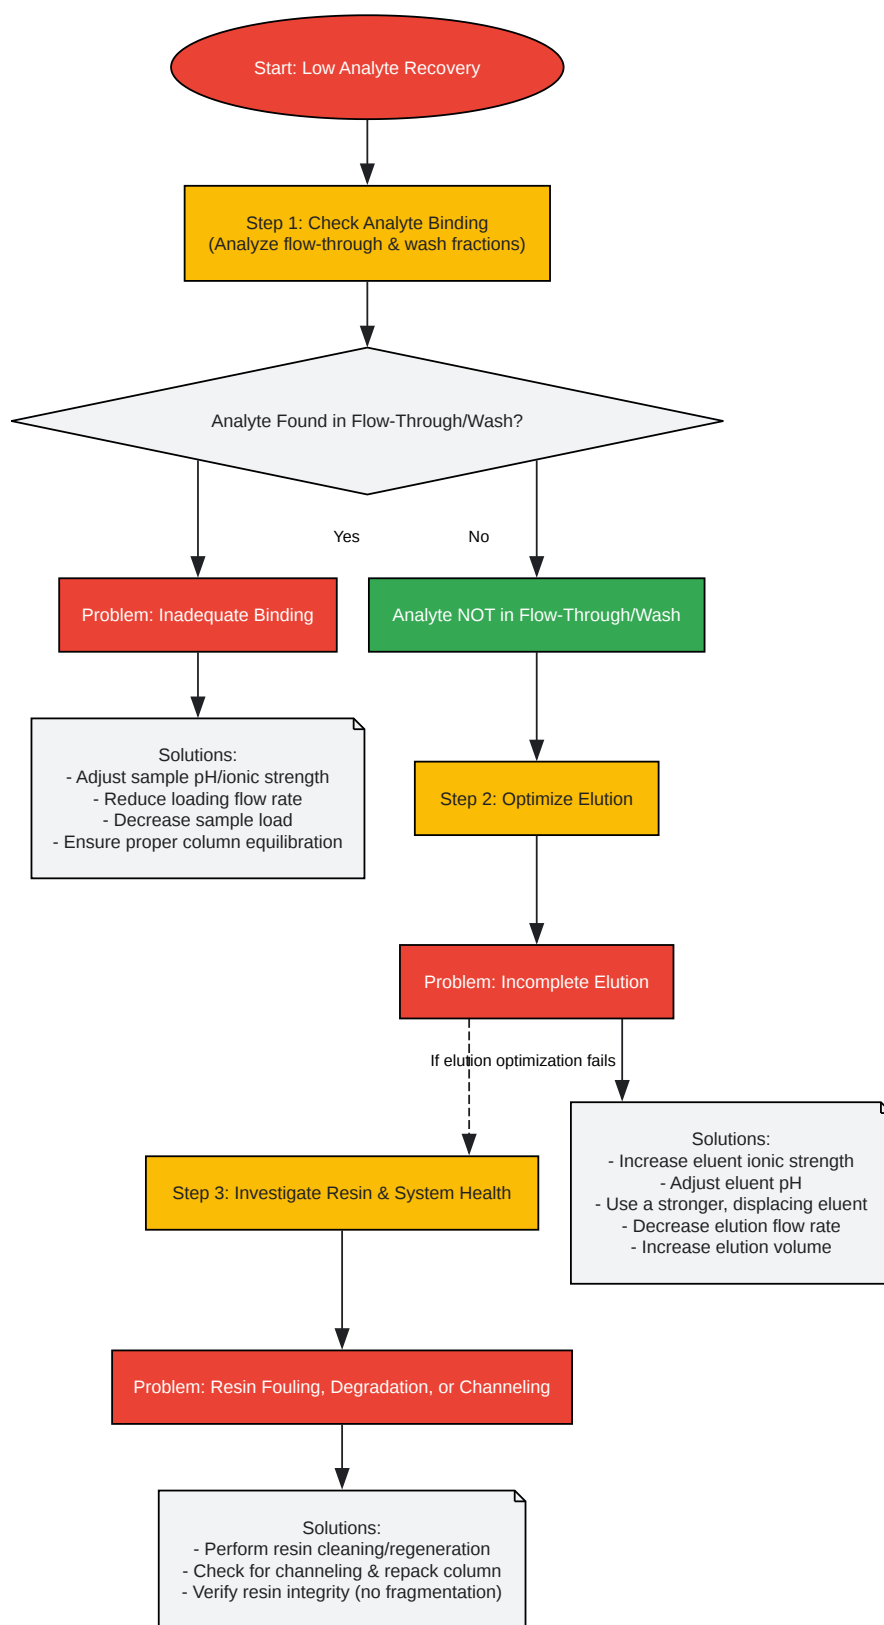 Start: Low Analyte Recovery
Step 1: Check Analyte Binding
(Analyze flow-through & wash fractions)
Analyte Found in Flow-Through/Wash?
Yes
No
Problem: Inadequate Binding
Analyte NOT in Flow-Through/Wash
Solutions:
- Adjust sample pH/ionic strength
- Reduce loading flow rate
- Decrease sample load
- Ensure proper column equilibration
Step 2: Optimize Elution
Problem: Incomplete Elution
If elution optimization fails
Solutions:
- Increase eluent ionic strength
- Adjust eluent pH
- Use a stronger, displacing eluent
- Decrease elution flow rate
- Increase elution volume
Step 3: Investigate Resin & System Health
Problem: Resin Fouling, Degradation, or Channeling
Solutions:
- Perform resin cleaning/regeneration
- Check for channeling & repack column
- Verify resin integrity (no fragmentation)